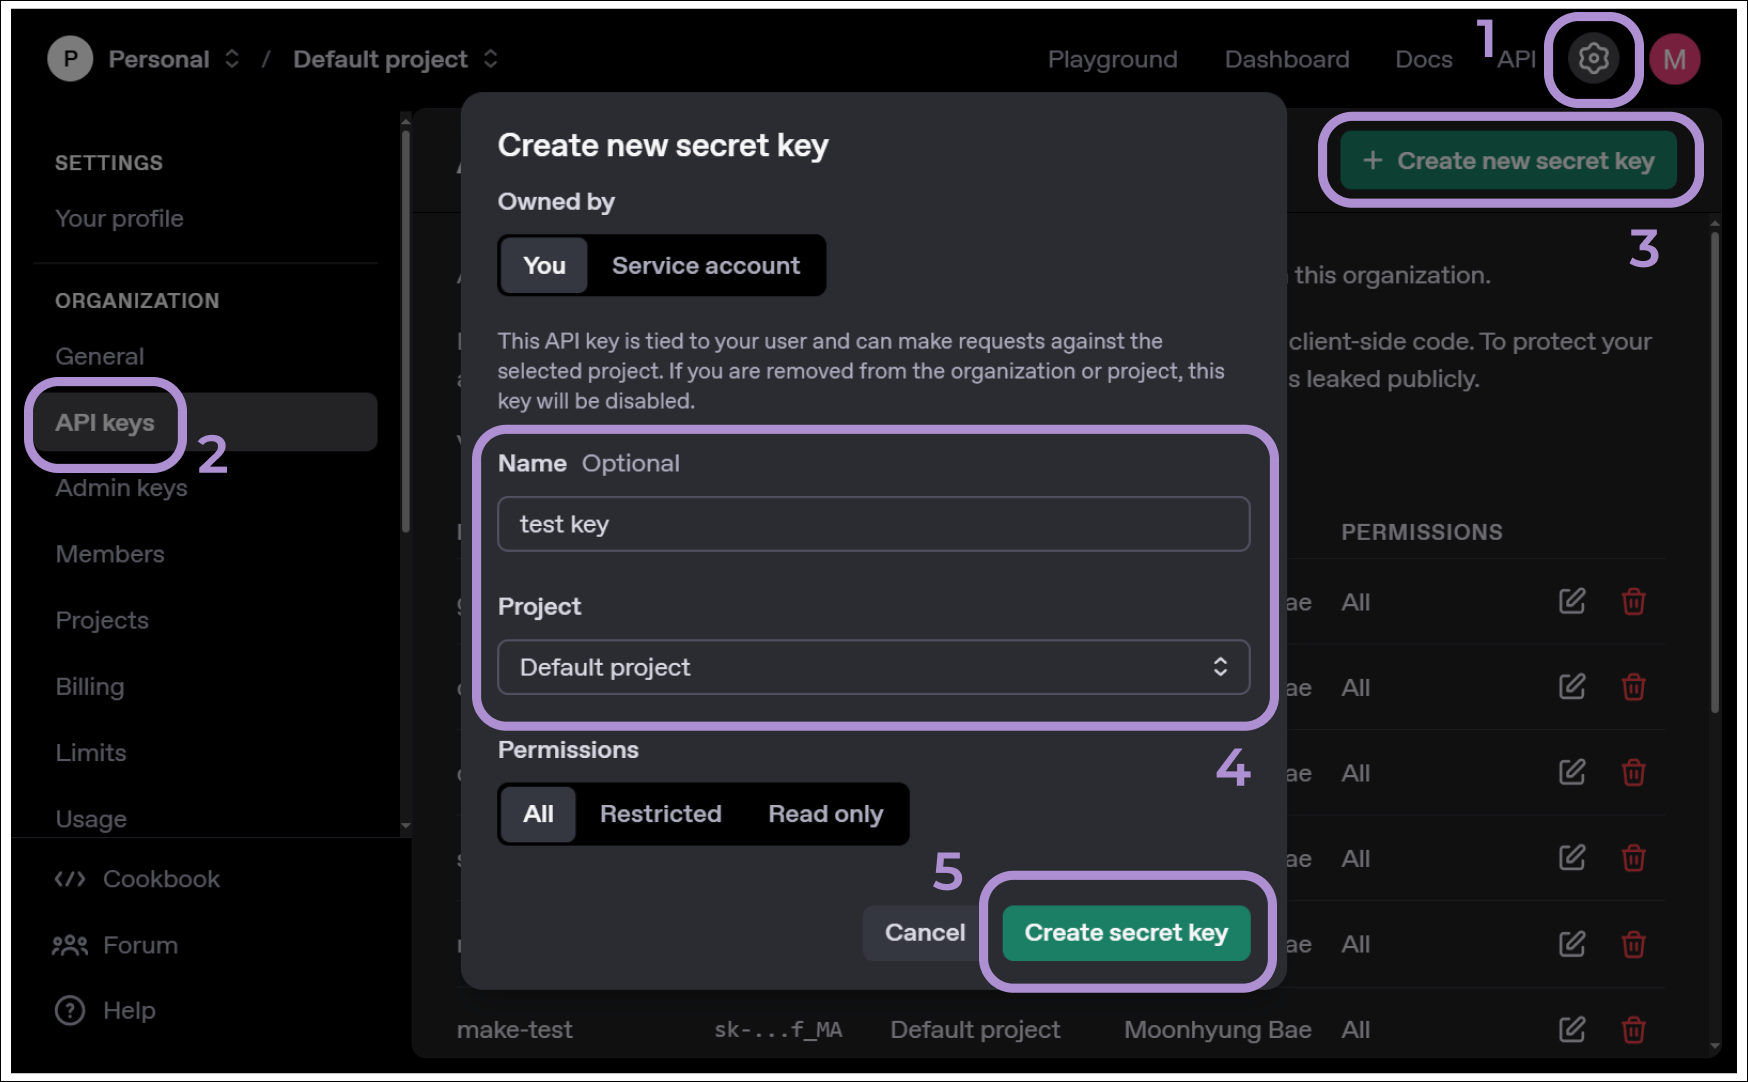 P Personal / Default project Playground Dashboard Docs API M
1
SETTINGS
Your profile
ORGANIZATION
General
API keys
2
Admin keys
Members
Projects
Billing
Limits
Usage
Cookbook
Forum
Help
+ Create new secret key
3
this organization.
client-side code. To protect your
s leaked publicly.
PERMISSIONS
ae All
ae All
ae All
ae All
ae All
make-test sk-...f_MA Default project Moonhyung Bae All
Create new secret key
Owned by
You Service account
This API key is tied to your user and can make requests against the
selected project. If you are removed from the organization or project, this
key will be disabled.
Name Optional
test key
Project
Default project
4
Permissions
All Restricted Read only
5
Cancel Create secret key